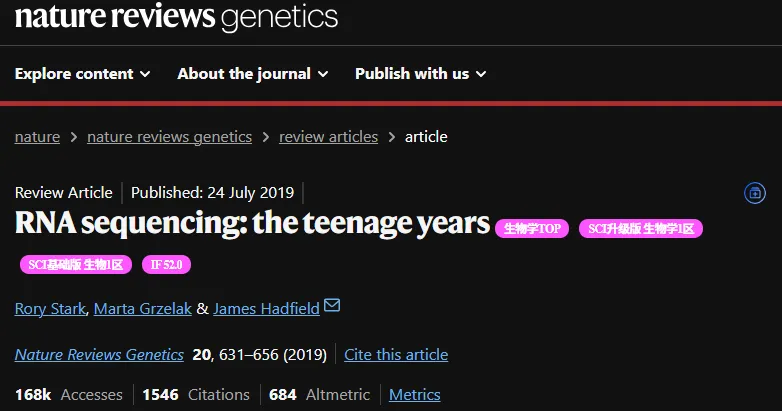 nature reviews genetics
Explore content About the journal Publish with us
nature > nature reviews genetics > review articles > article
Review Article | Published: 24 July 2019 |
RNA sequencing: the teenage years 生物学TOP SCI升级版 生物学1区
SCI基础版 生物1区 IF 52.0
Rory Stark, Marta Grzelak & James Hadfield
Nature Reviews Genetics 20, 631–656 (2019) | Cite this article
168k Accesses | 1546 Citations | 684 Altmetric | Metrics